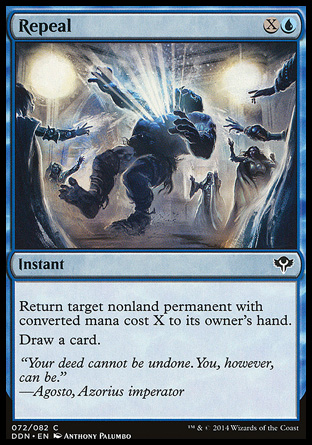 Repeal X
Instant
Return target nonland permanent with
converted mana cost X to its owner's hand.
Draw a card.
“Your deed cannot be undone. You, however,
can be.”
—Agosto, Azorius imperator
072/082 C
DDN • EN Anthony Palumbo ™ & © 2014 Wizards of the Coast